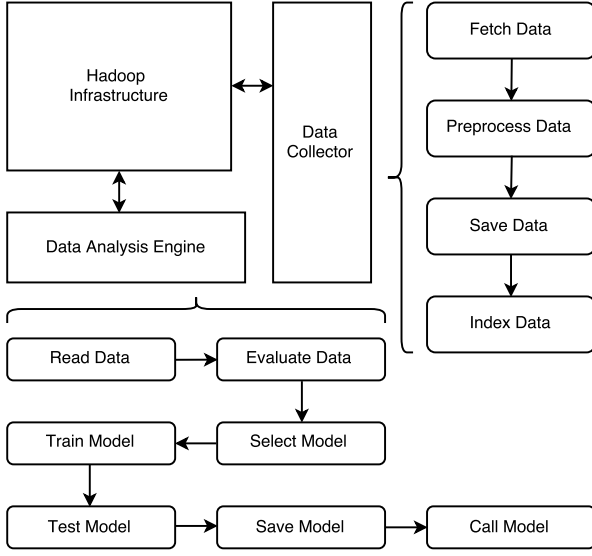 Hadoop
Infrastructure
Data
Collector
Data Analysis Engine
Fetch Data
Preprocess Data
Save Data
Index Data
Read Data
Evaluate Data
Train Model
Select Model
Test Model
Save Model
Call Model